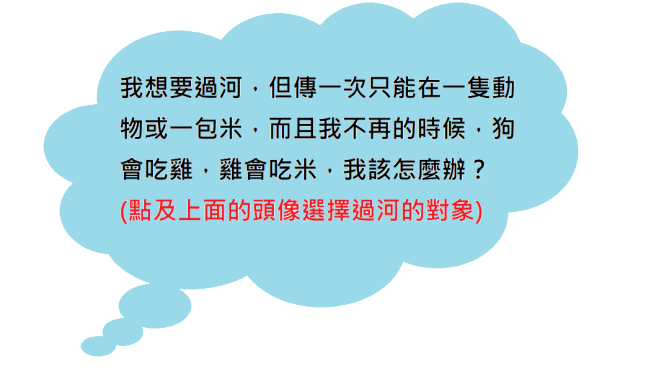 我想要過河，但傳一次只能在一隻動
物或一包米，而且我不再的時候，狗
會吃雞，雞會吃米，我該怎麼辦？
(點及上面的頭像選擇過河的對象)